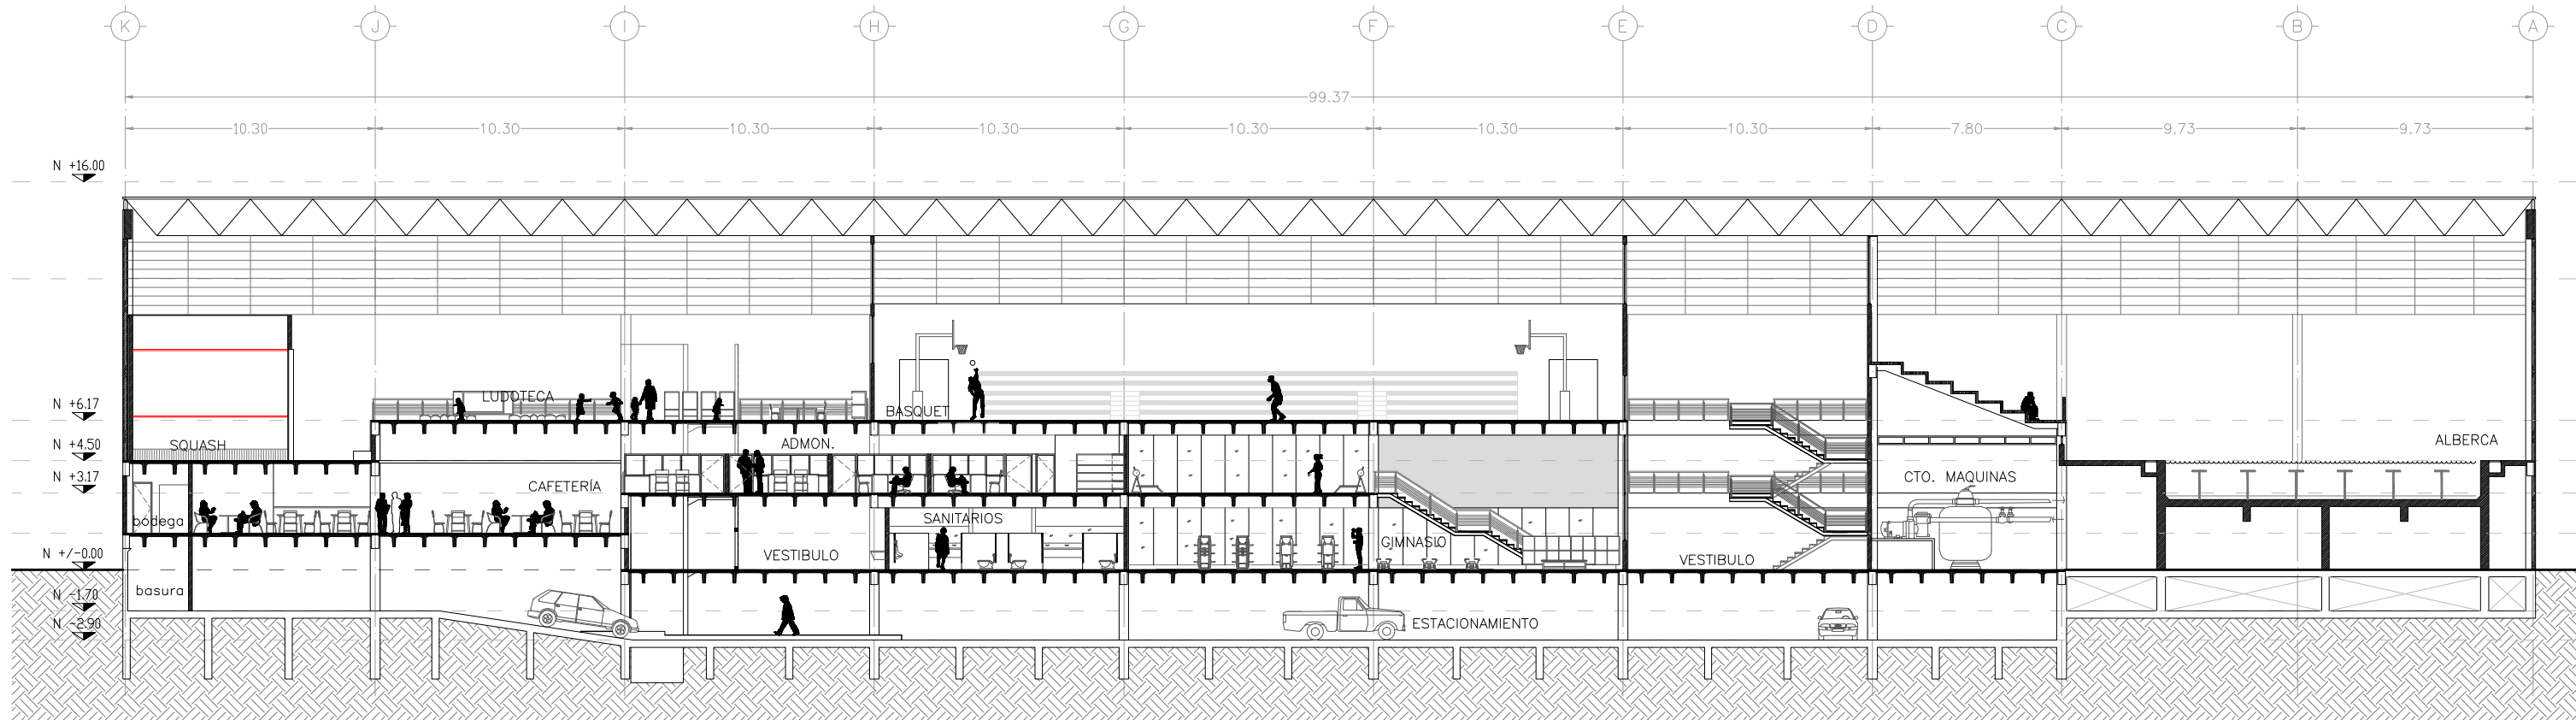 K J I H G F E D C B A
99.37
10.30 10.30 10.30 10.30 10.30 10.30 10.30 7.80 9.73 9.73
N +16.00
N +6.17
N +4.50
N +3.17
N +/-0.00
N -1.70
N -2.90
LUDOTECA
BASQUET
SQUASH
ADMON.
ALBERCA
CAFETERÍA
CTO. MAQUINAS
bodega
SANITARIOS
GIMNASIO
VESTIBULO
VESTIBULO
basura
ESTACIONAMIENTO